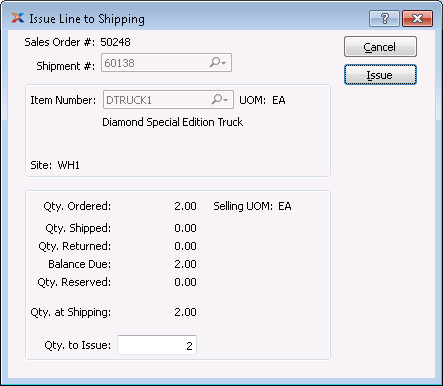 Issue Line to Shipping
Sales Order #: 50248
Cancel
Shipment #: 60138
Issue
Item Number: DTRUCK1 UOM: EA
Diamond Special Edition Truck
Site: WH1
Qty. Ordered: 2.00 Selling UOM: EA
Qty. Shipped: 0.00
Qty. Returned: 0.00
Balance Due: 2.00
Qty. Reserved: 0.00
Qty. at Shipping: 2.00
Qty. to Issue: 2